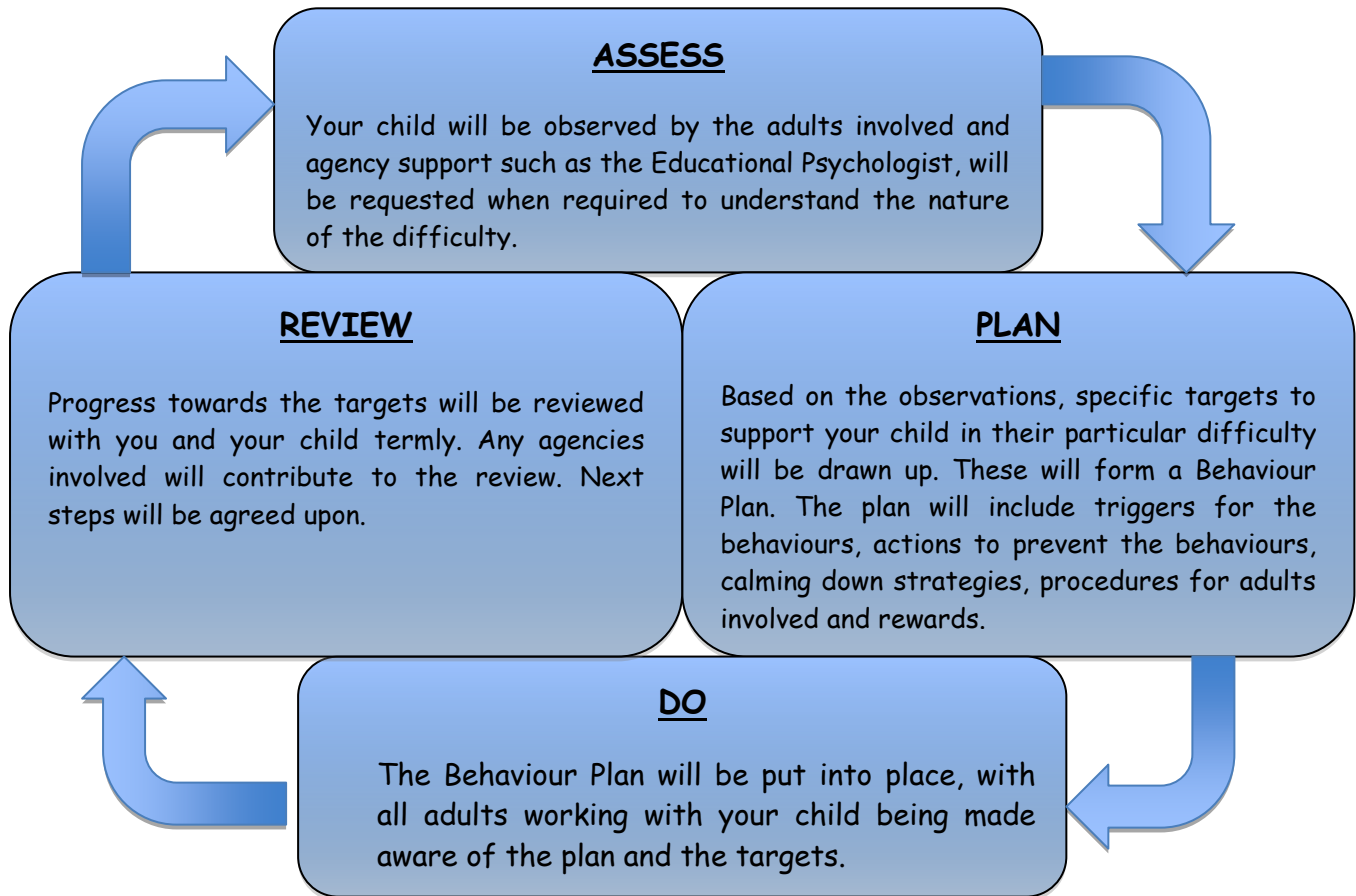 ASSESS
Your child will be observed by the adults involved and
agency support such as the Educational Psychologist, will
be requested when required to understand the nature
of the difficulty.
REVIEW
Progress towards the targets will be reviewed
with you and your child termly. Any agencies
involved will contribute to the review. Next
steps will be agreed upon.
PLAN
Based on the observations, specific targets to
support your child in their particular difficulty
will be drawn up. These will form a Behaviour
Plan. The plan will include triggers for the
behaviours, actions to prevent the behaviours,
calming down strategies, procedures for adults
involved and rewards.
DO
The Behaviour Plan will be put into place, with
all adults working with your child being made
aware of the plan and the targets.